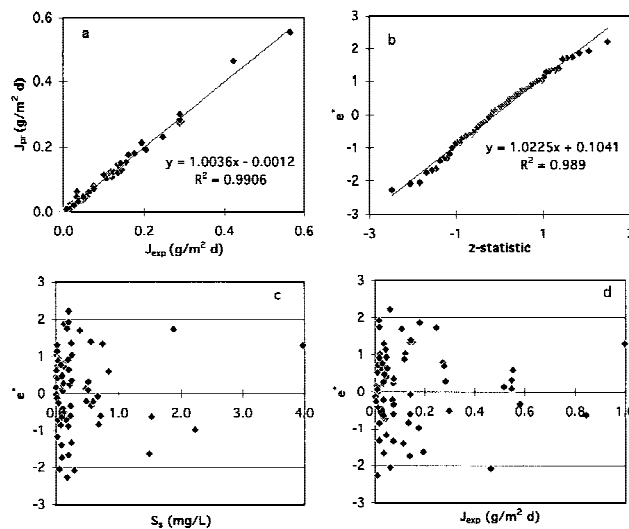 a
0.6
0.4
0.2
0.0
J_pr (g/m² d)
y = 1.0036x - 0.0012
R² = 0.9906
0.0 0.2 0.4 0.6
J_exp (g/m² d)
b
3
2
1
0
-1
-2
-3
e*
y = 1.0225x + 0.1041
R² = 0.989
-3 -1 1 3
z-statistic
c
3
2
1
0
-1
-2
-3
e*
0.0 1.0 2.0 3.0 4.0
S_s (mg/L)
d
3
2
1
0
-1
-2
-3
e*
0.0 0.2 0.4 0.6 0.8 1.0
J_exp (g/m² d)